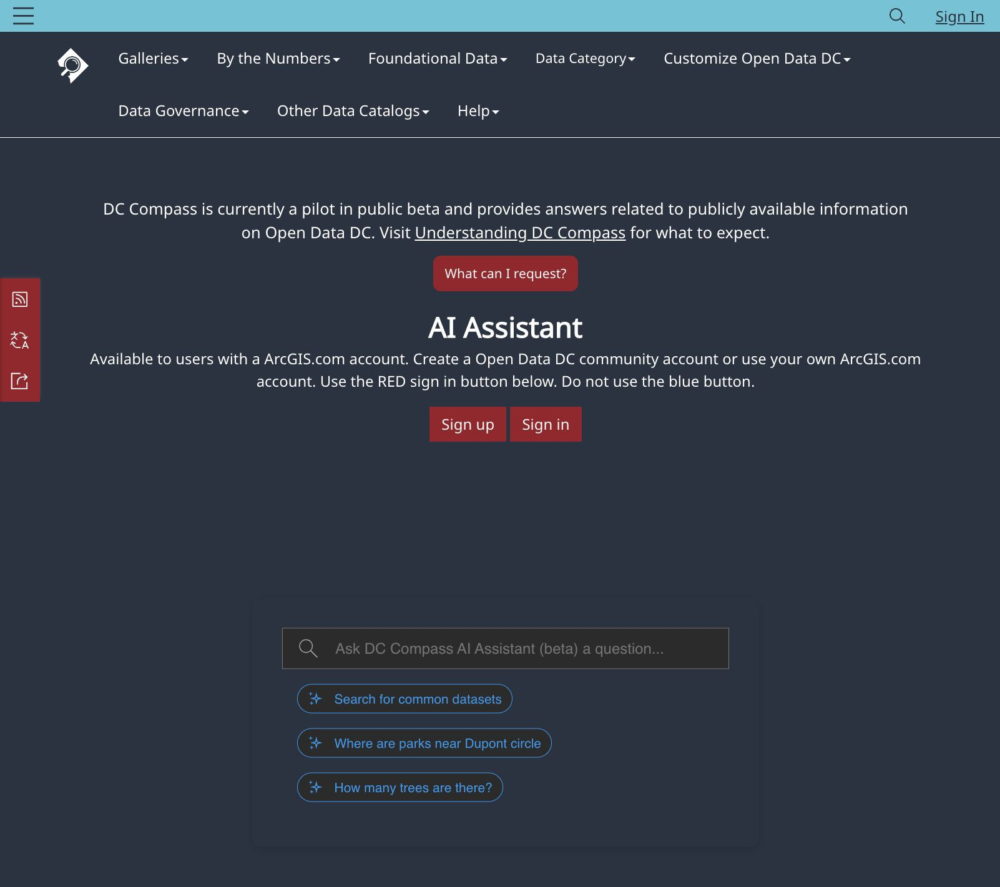 Sign In
Galleries By the Numbers Foundational Data Data Category Customize Open Data DC
Data Governance Other Data Catalogs Help
DC Compass is currently a pilot in public beta and provides answers related to publicly available information
on Open Data DC. Visit Understanding DC Compass for what to expect.
What can I request?
AI Assistant
Available to users with a ArcGIS.com account. Create a Open Data DC community account or use your own ArcGIS.com
account. Use the RED sign in button below. Do not use the blue button.
Sign up Sign in
Ask DC Compass AI Assistant (beta) a question...
Search for common datasets
Where are parks near Dupont circle
How many trees are there?